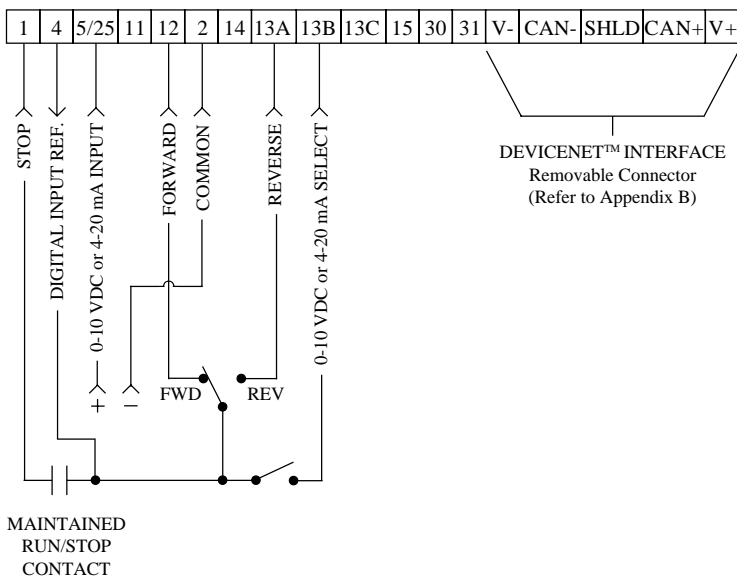 1 4 5/25 11 12 2 14 13A 13B 13C 15 30 31 V- CAN- SHLD CAN+ V+
STOP
DIGITAL INPUT REF.
0-10 VDC or 4-20 mA INPUT
FORWARD
COMMON
REVERSE
0-10 VDC or 4-20 mA SELECT
DEVICENET™ INTERFACE
Removable Connector
(Refer to Appendix B)
+ −
FWD REV
MAINTAINED
RUN/STOP
CONTACT